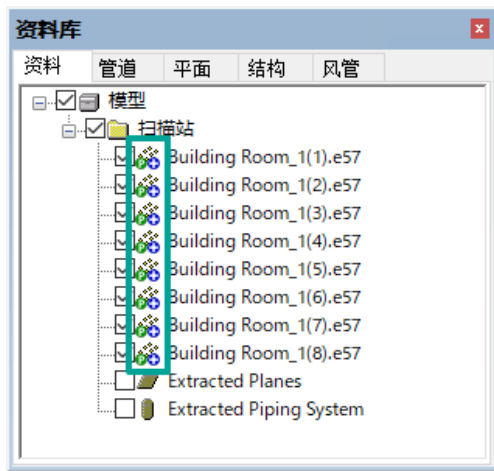 资料库
资料 管道 平面 结构 风管
模型
扫描站
Building Room_1(1).e57
Building Room_1(2).e57
Building Room_1(3).e57
Building Room_1(4).e57
Building Room_1(5).e57
Building Room_1(6).e57
Building Room_1(7).e57
Building Room_1(8).e57
Extracted Planes
Extracted Piping System